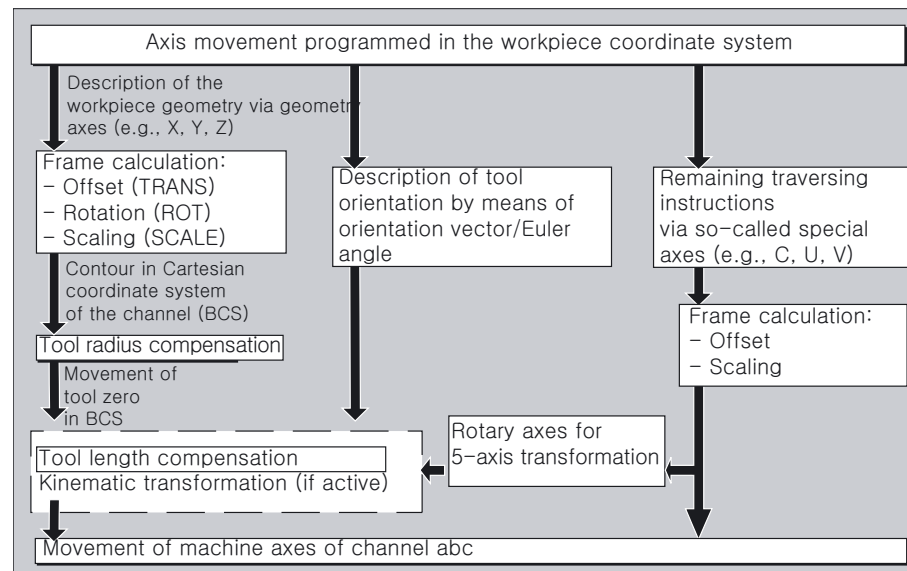 Axis movement programmed in the workpiece coordinate system
Description of the
workpiece geometry via geometry
axes (e.g., X, Y, Z)
Frame calculation:
- Offset (TRANS)
- Rotation (ROT)
- Scaling (SCALE)
Contour in Cartesian
coordinate system
of the channel (BCS)
Tool radius compensation
Movement of
tool zero
in BCS
Description of tool
orientation by means of
orientation vector/Euler
angle
Remaining traversing
instructions
via so-called special
axes (e.g., C, U, V)
Frame calculation:
- Offset
- Scaling
Rotary axes for
5-axis transformation
Tool length compensation
Kinematic transformation (if active)
Movement of machine axes of channel abc